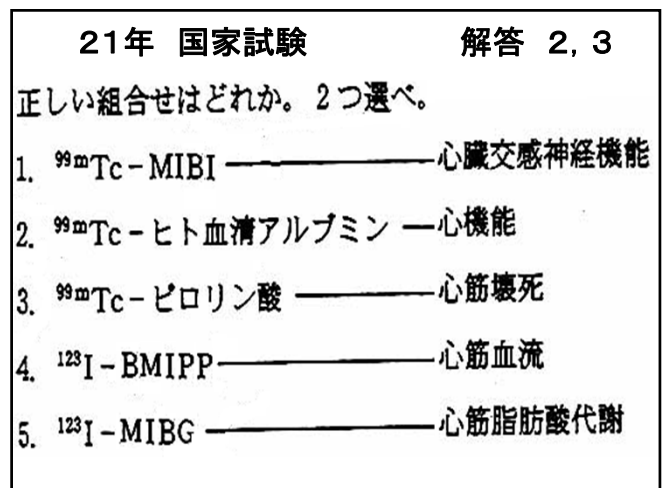 21年 国家試験 解答 2,3
正しい組合せはどれか。2つ選べ。
1. ⁹⁹ᵐTc-MIBI ― 心臓交感神経機能
2. ⁹⁹ᵐTc-ヒト血清アルブミン ― 心機能
3. ⁹⁹ᵐTc-ピロリン酸 ― 心筋壊死
4. ¹²³I-BMIPP ― 心筋血流
5. ¹²³I-MIBG ― 心筋脂肪酸代謝